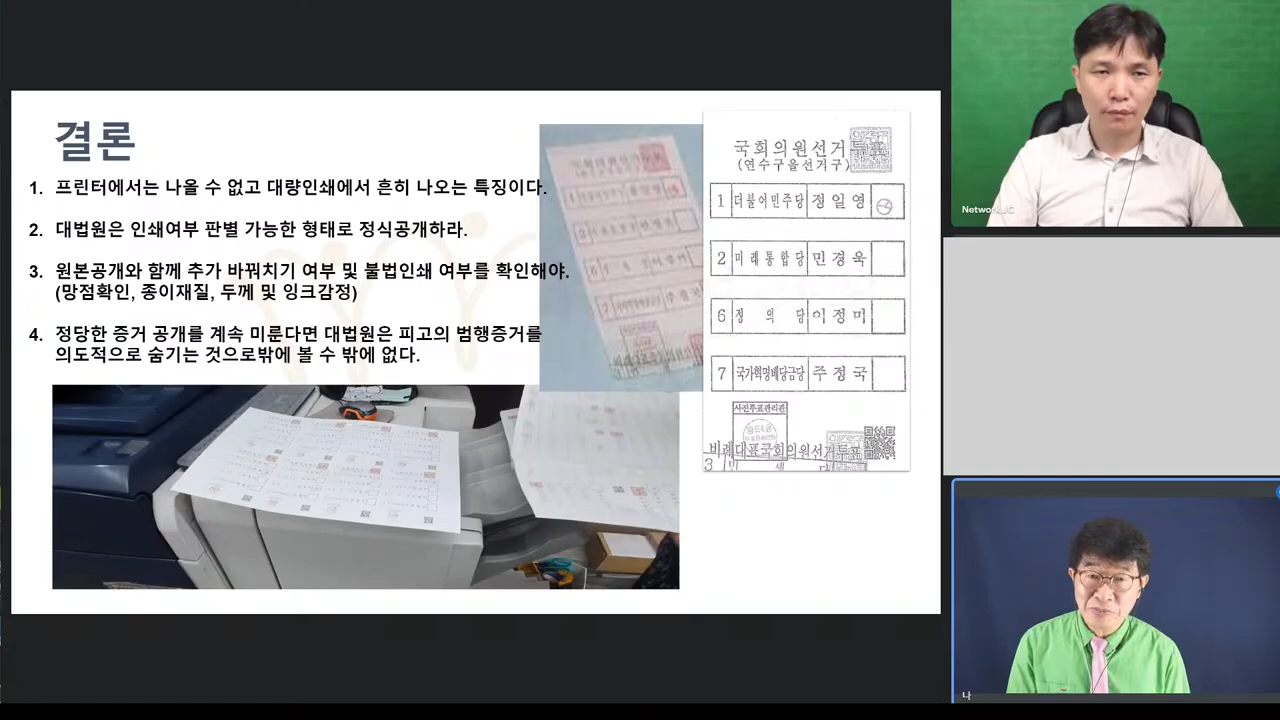 결론
1. 프린터에서는 나올 수 없고 대량인쇄에서 흔히 나오는 특징이다.
2. 대법원은 인쇄여부 판별 가능한 형태로 정식공개하라.
3. 원본공개와 함께 추가 바꿔치기 여부 및 불법인쇄 여부를 확인해야.
(망점확인, 종이재질, 두께 및 잉크감정)
4. 정당한 증거 공개를 계속 미룬다면 대법원은 피고의 범행증거를
의도적으로 숨기는 것으로밖에 볼 수 밖에 없다.
국회의원선거
(연수구을선거구)
1 더불어민주당 정일영
2 미래통합당 민경욱
6 정의당 이정미
7 국가혁명배당금당 주정국
사전투표관리관
비례대표국회의원선거투표
3
나